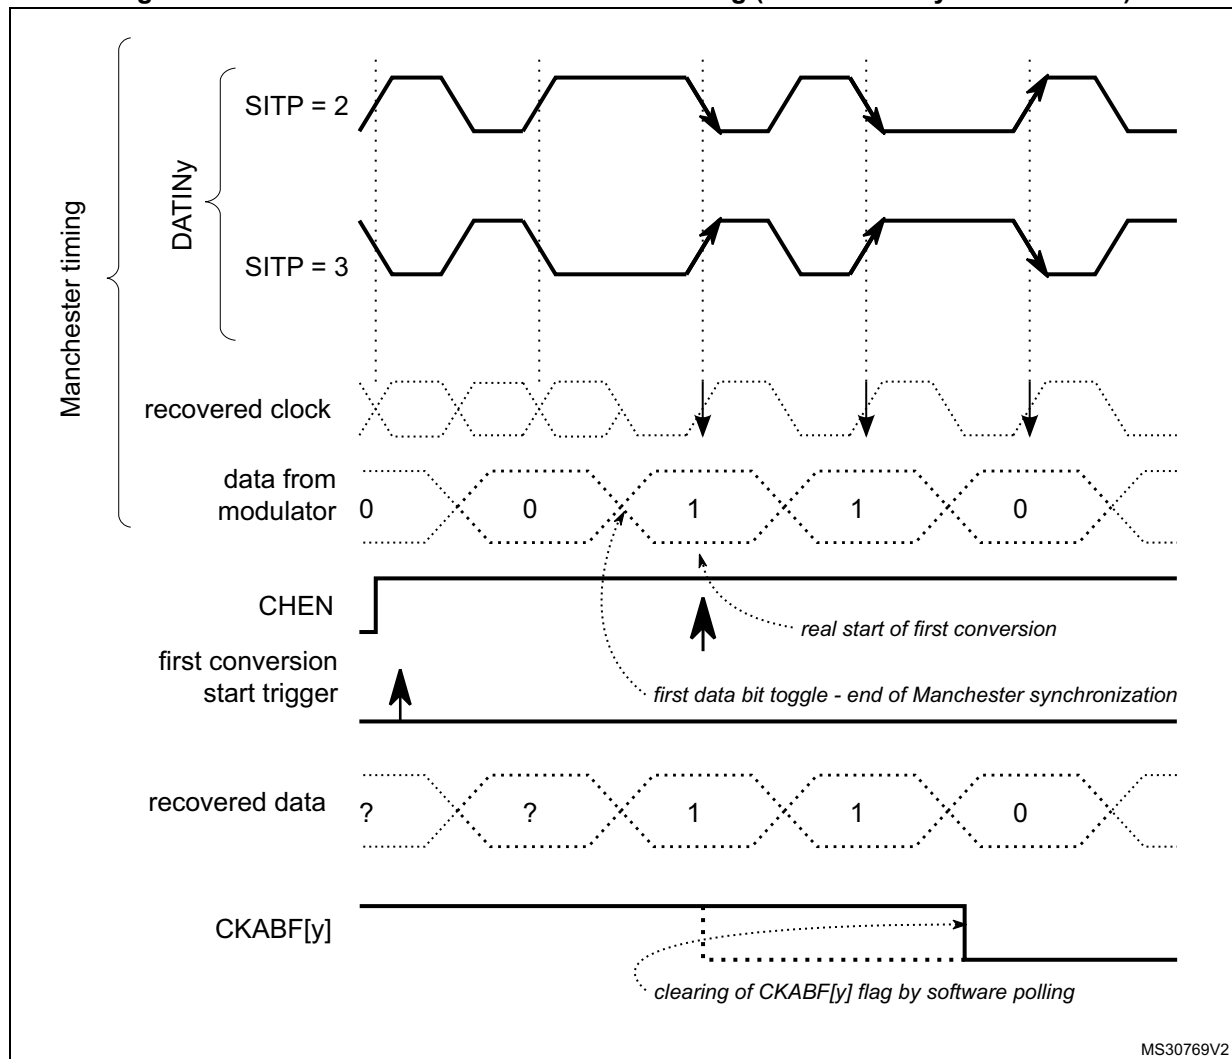 SITP = 2
DATINy
SITP = 3
Manchester timing
recovered clock
data from
modulator
0 0 1 1 0
CHEN
real start of first conversion
first conversion
start trigger
first data bit toggle - end of Manchester synchronization
recovered data
? ? 1 1 0
CKABF[y]
clearing of CKABF[y] flag by software polling
MS30769V2